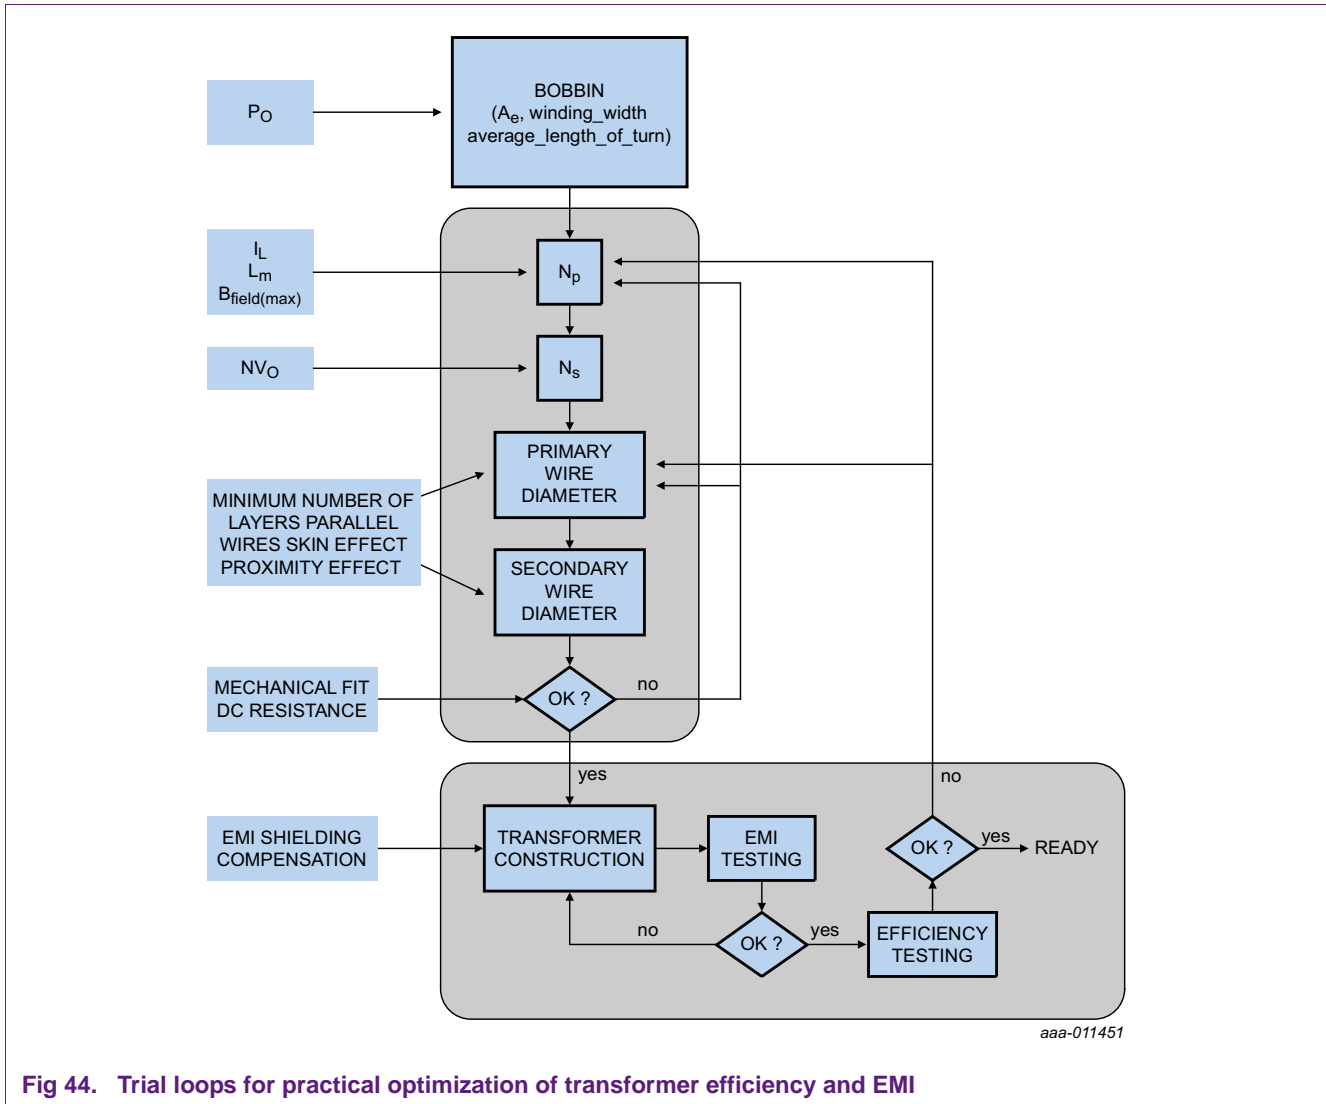 BOBBIN
(Ae, winding_width
average_length_of_turn)
PO
IL
Lm
Bfield(max)
Np
NVO
Ns
PRIMARY
WIRE
DIAMETER
MINIMUM NUMBER OF
LAYERS PARALLEL
WIRES SKIN EFFECT
PROXIMITY EFFECT
SECONDARY
WIRE
DIAMETER
MECHANICAL FIT
DC RESISTANCE
OK ?
no
yes
no
EMI SHIELDING
COMPENSATION
TRANSFORMER
CONSTRUCTION
EMI
TESTING
OK ?
yes
READY
no
OK ?
yes
EFFICIENCY
TESTING
aaa-011451
Fig 44. Trial loops for practical optimization of transformer efficiency and EMI